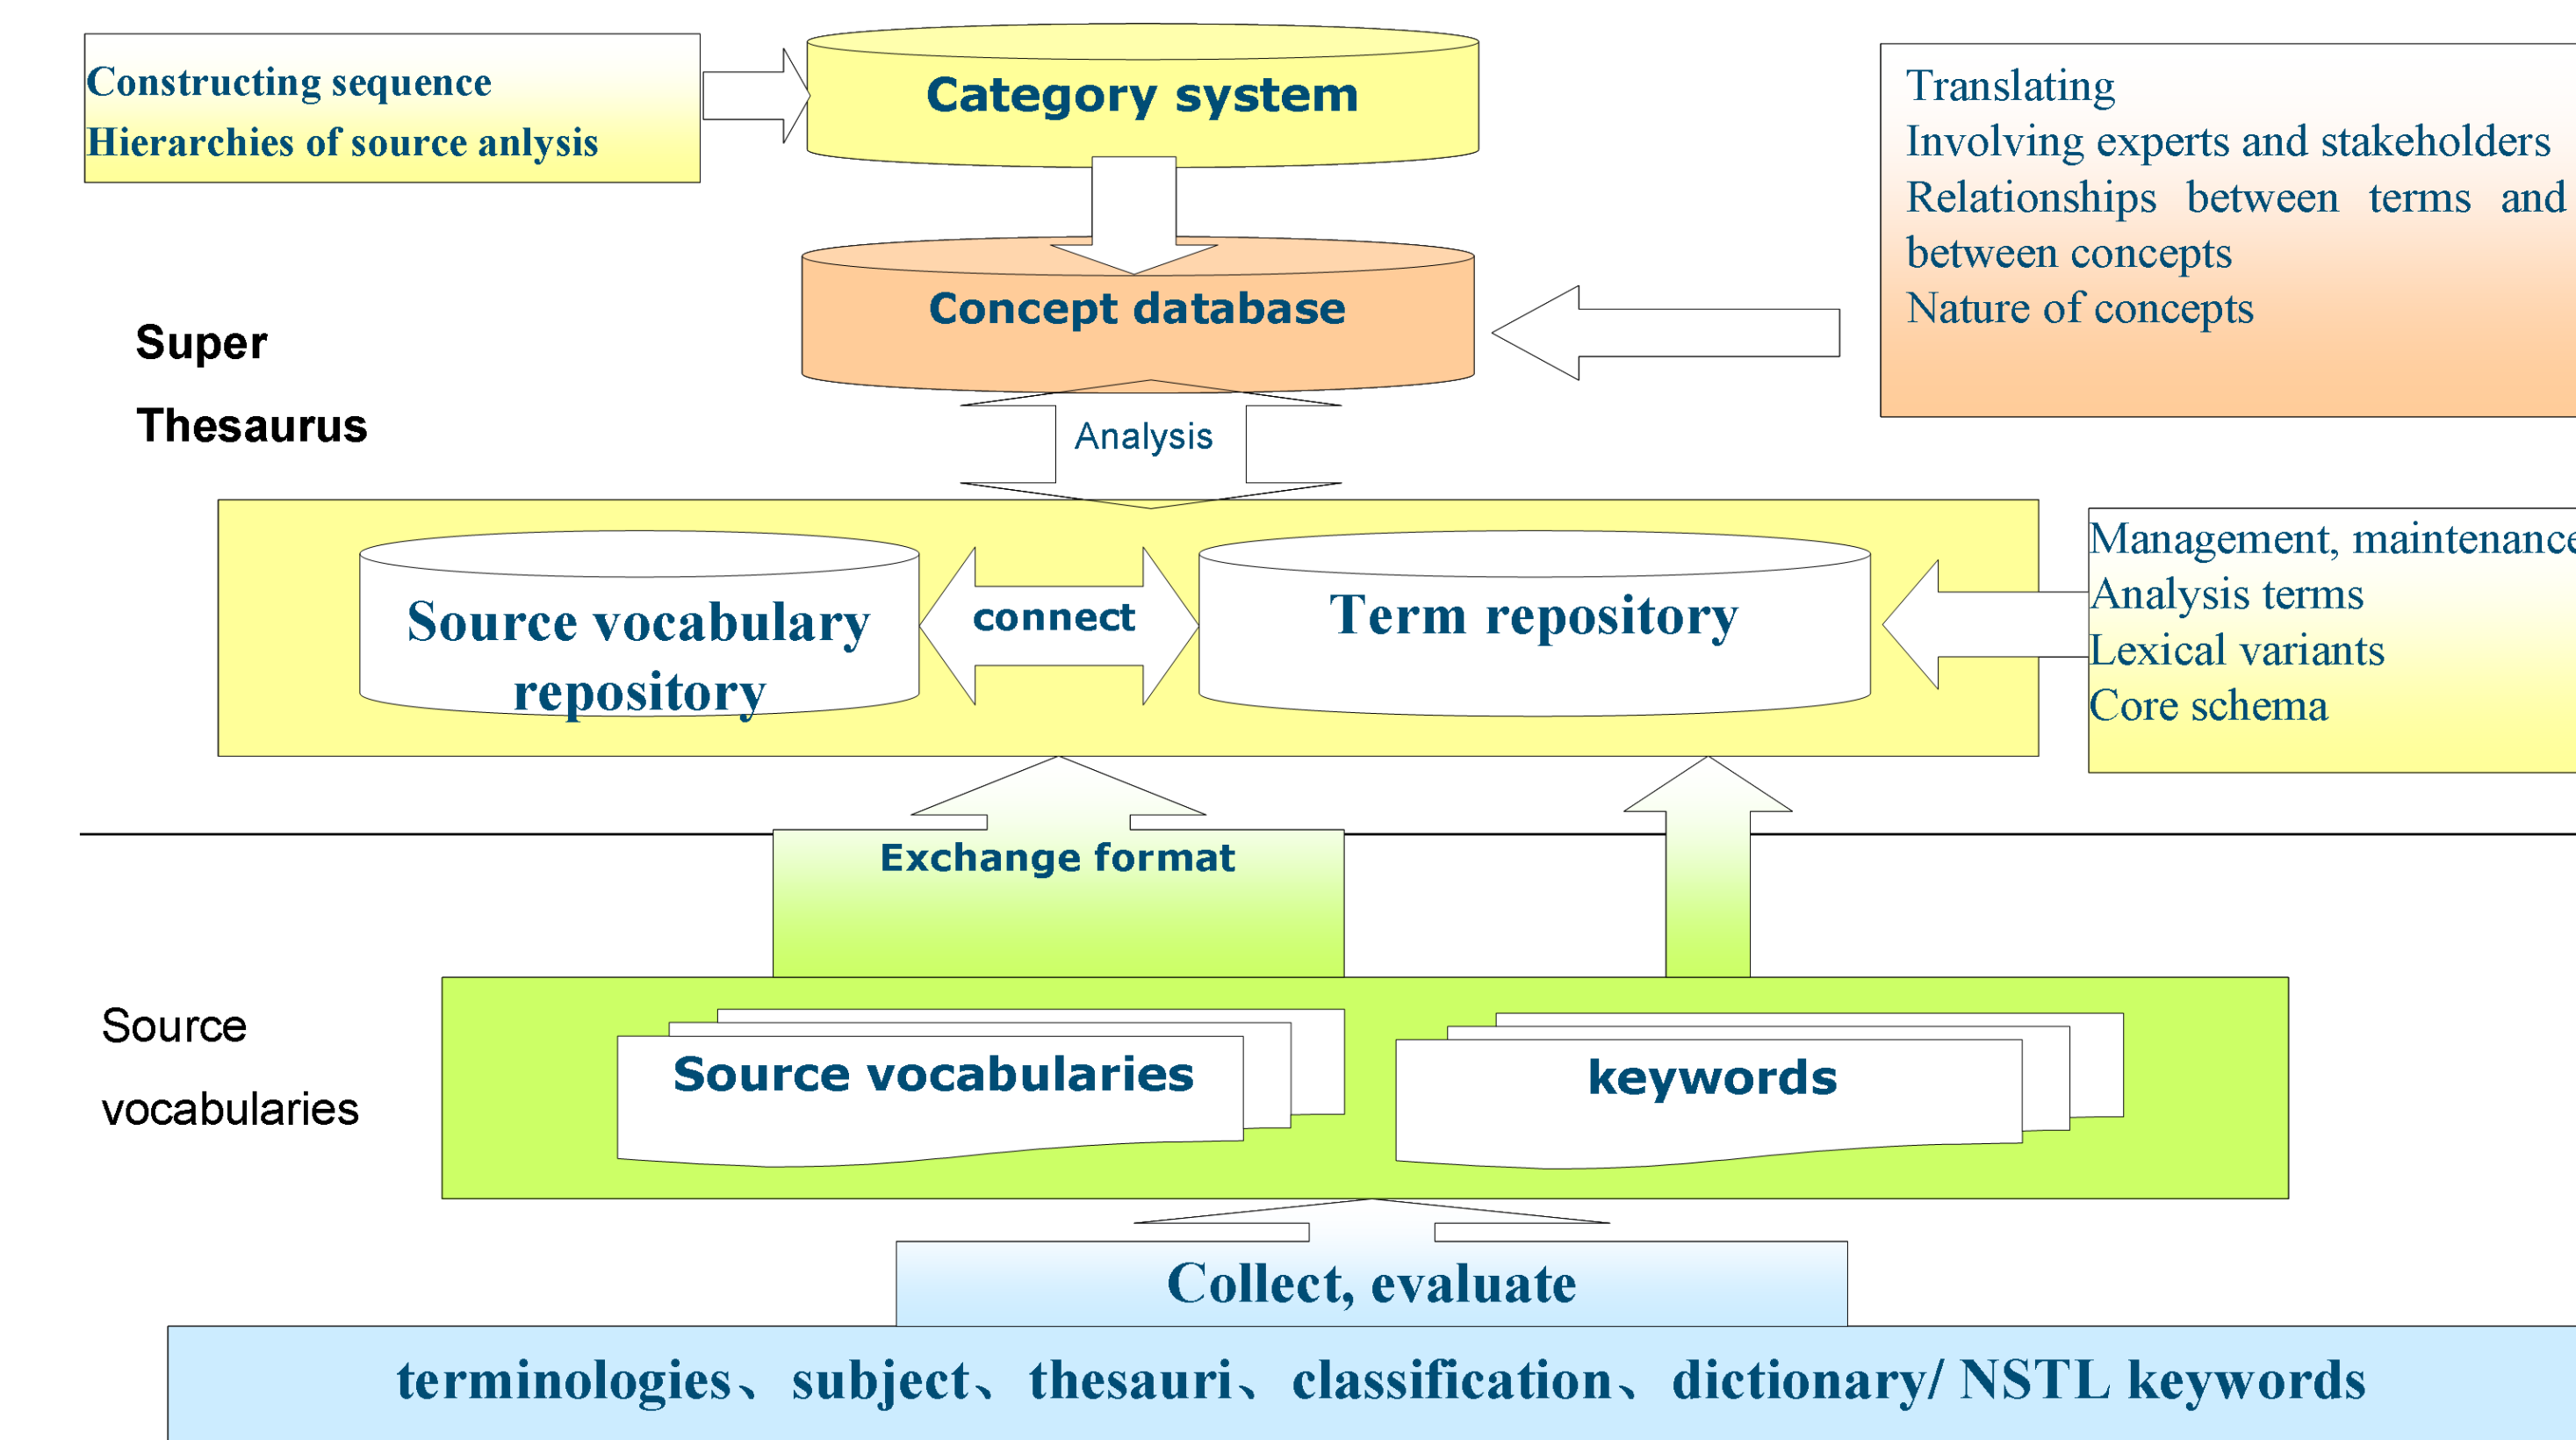 Constructing sequence
Hierarchies of source anlysis
Category system
Translating
Involving experts and stakeholders
Relationships between terms and
between concepts
Nature of concepts
Concept database
Super
Thesaurus
Analysis
Source vocabulary
repository
connect
Term repository
Management, maintenance
Analysis terms
Lexical variants
Core schema
Exchange format
Source
vocabularies
Source vocabularies
keywords
Collect, evaluate
terminologies、subject、thesauri、classification、dictionary/ NSTL keywords